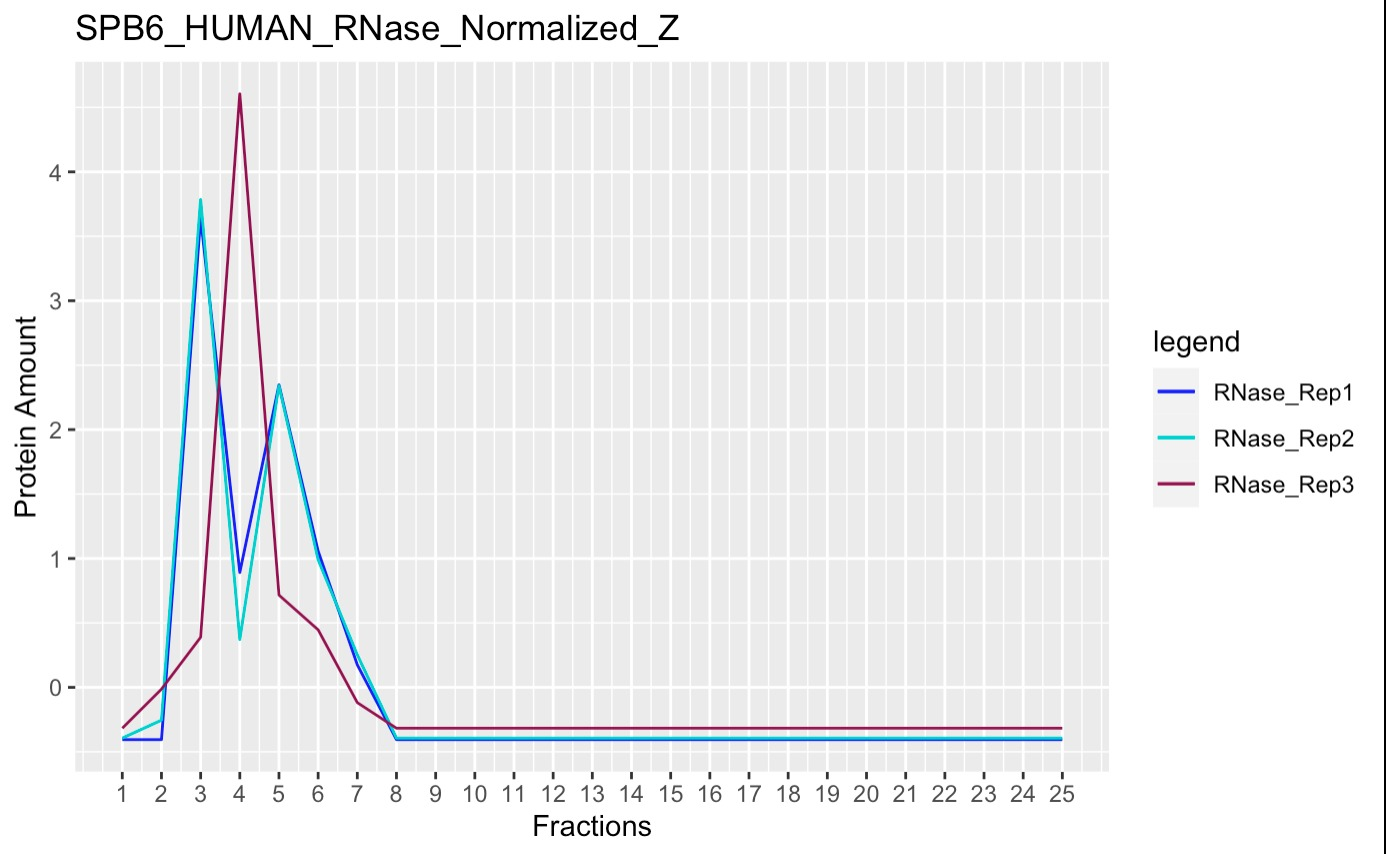 SPB6_HUMAN_RNase_Normalized_Z
Protein Amount
4
3
2
1
0
1 2 3 4 5 6 7 8 9 10 11 12 13 14 15 16 17 18 19 20 21 22 23 24 25
Fractions
legend
RNase_Rep1
RNase_Rep2
RNase_Rep3